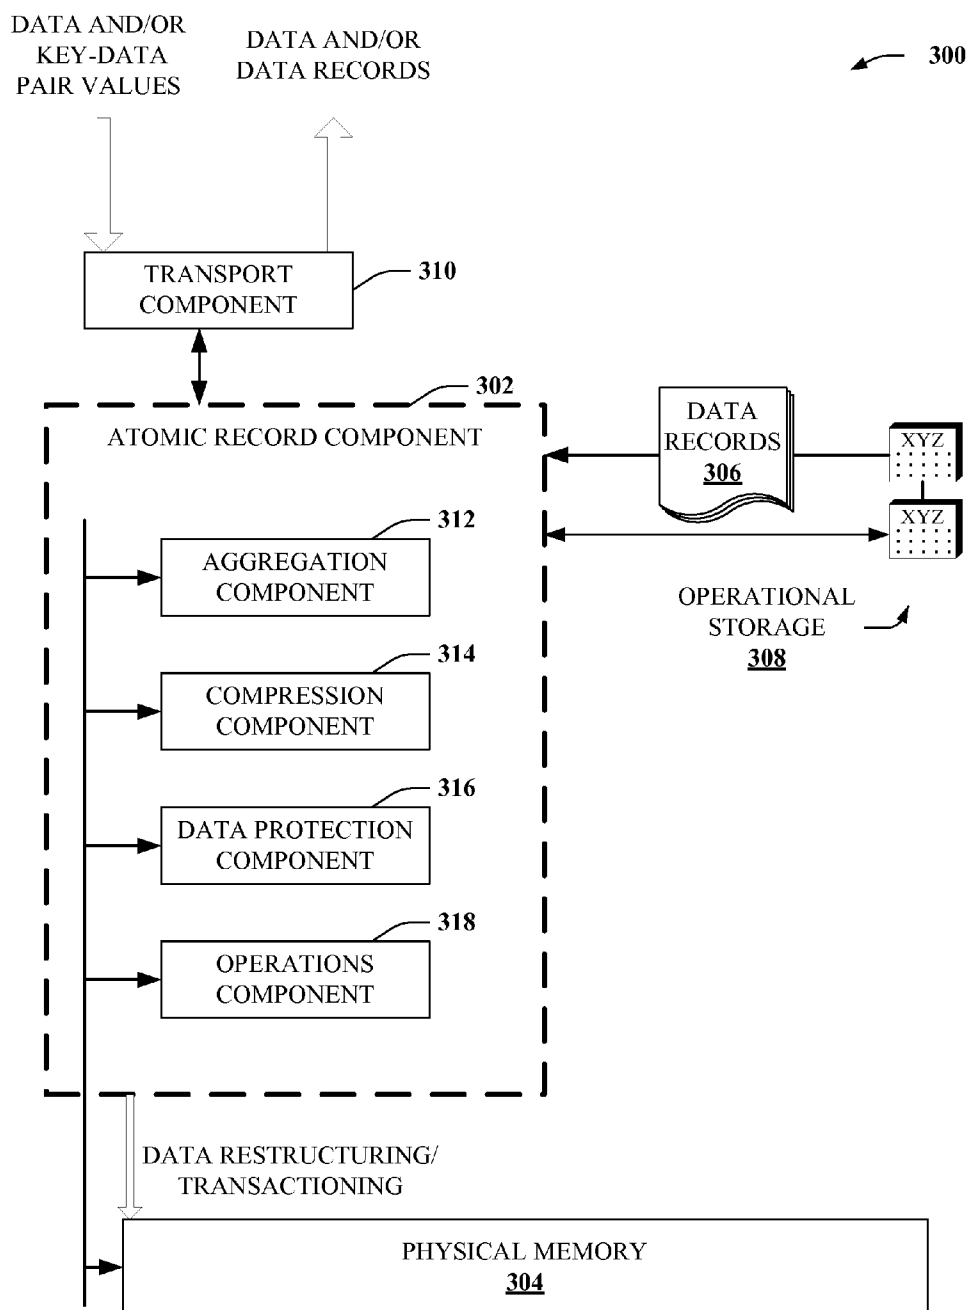 DATA AND/OR
KEY-DATA
PAIR VALUES
DATA AND/OR
DATA RECORDS
300
TRANSPORT
COMPONENT
310
302
ATOMIC RECORD COMPONENT
DATA
RECORDS
306
XYZ
XYZ
312
AGGREGATION
COMPONENT
OPERATIONAL
STORAGE
308
314
COMPRESSION
COMPONENT
316
DATA PROTECTION
COMPONENT
318
OPERATIONS
COMPONENT
DATA RESTRUCTURING/
TRANSACTIONING
PHYSICAL MEMORY
304